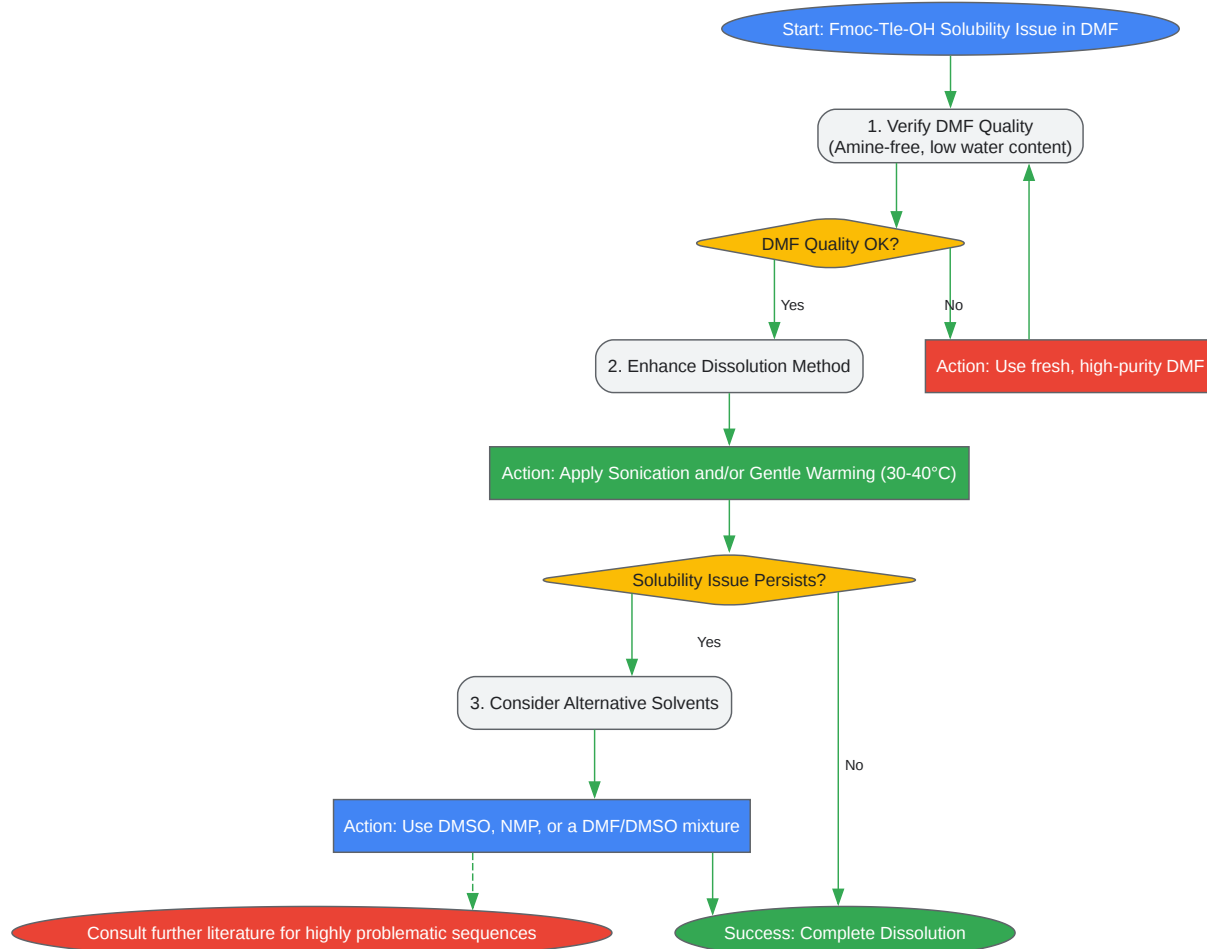 Start: Fmoc-Tle-OH Solubility Issue in DMF
1. Verify DMF Quality
(Amine-free, low water content)
DMF Quality OK?
Yes
No
2. Enhance Dissolution Method
Action: Use fresh, high-purity DMF
Action: Apply Sonication and/or Gentle Warming (30-40°C)
Solubility Issue Persists?
Yes
3. Consider Alternative Solvents
No
Action: Use DMSO, NMP, or a DMF/DMSO mixture
Consult further literature for highly problematic sequences
Success: Complete Dissolution